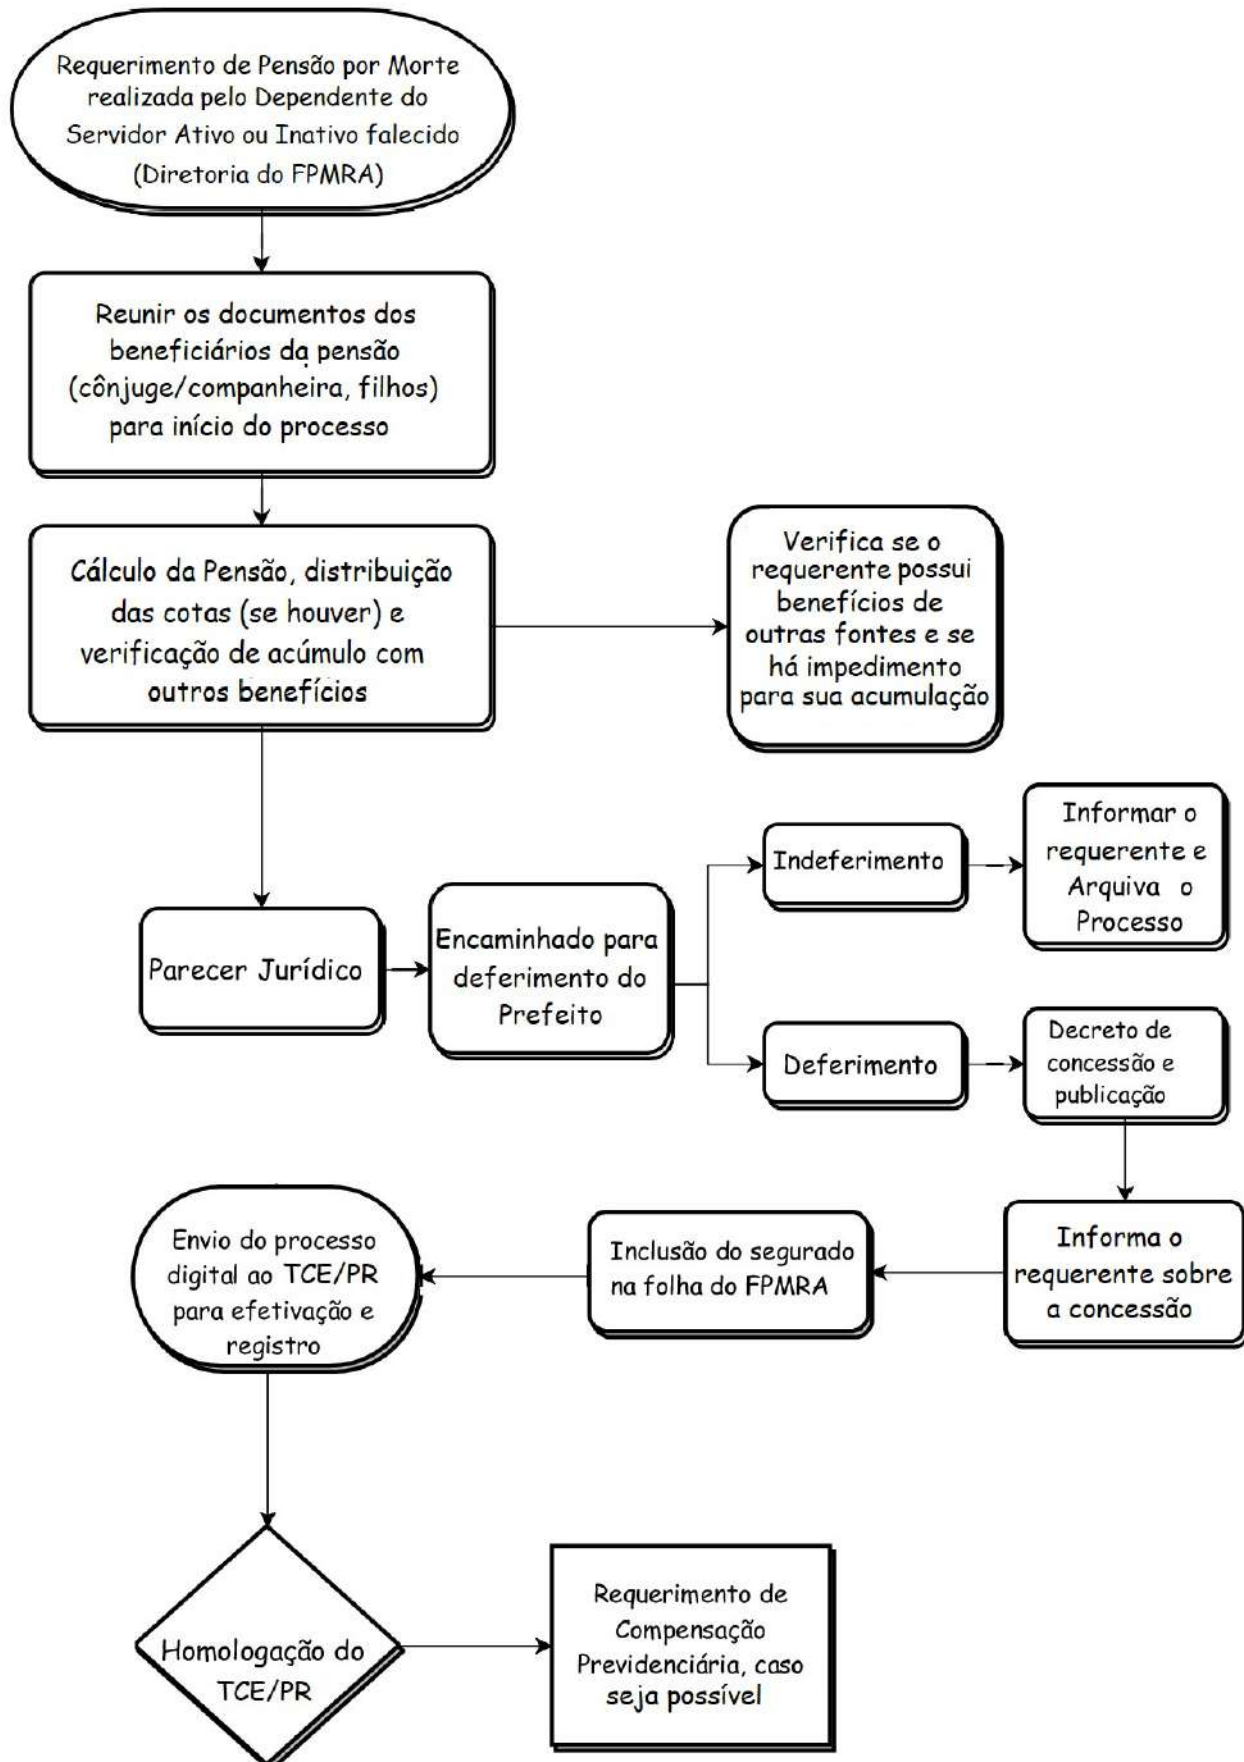 Requerimento de Pensão por Morte
realizada pelo Dependente do
Servidor Ativo ou Inativo falecido
(Diretoria do FPMRA)
Reunir os documentos dos
beneficiários da pensão
(cônjuge/companheira, filhos)
para início do processo
Cálculo da Pensão, distribuição
das cotas (se houver) e
verificação de acúmulo com
outros benefícios
Verifica se o
requerente possui
benefícios de
outras fontes e se
há impedimento
para sua acumulação
Parecer Jurídico
Encaminhado para
deferimento do
Prefeito
Indeferimento
Informar o
requerente e
Arquiva o
Processo
Deferimento
Decreto de
concessão e
publicação
Informa o
requerente sobre
a concessão
Inclusão do segurado
na folha do FPMRA
Envio do processo
digital ao TCE/PR
para efetivação e
registro
Homologação do
TCE/PR
Requerimento de
Compensação
Previdenciária, caso
seja possível